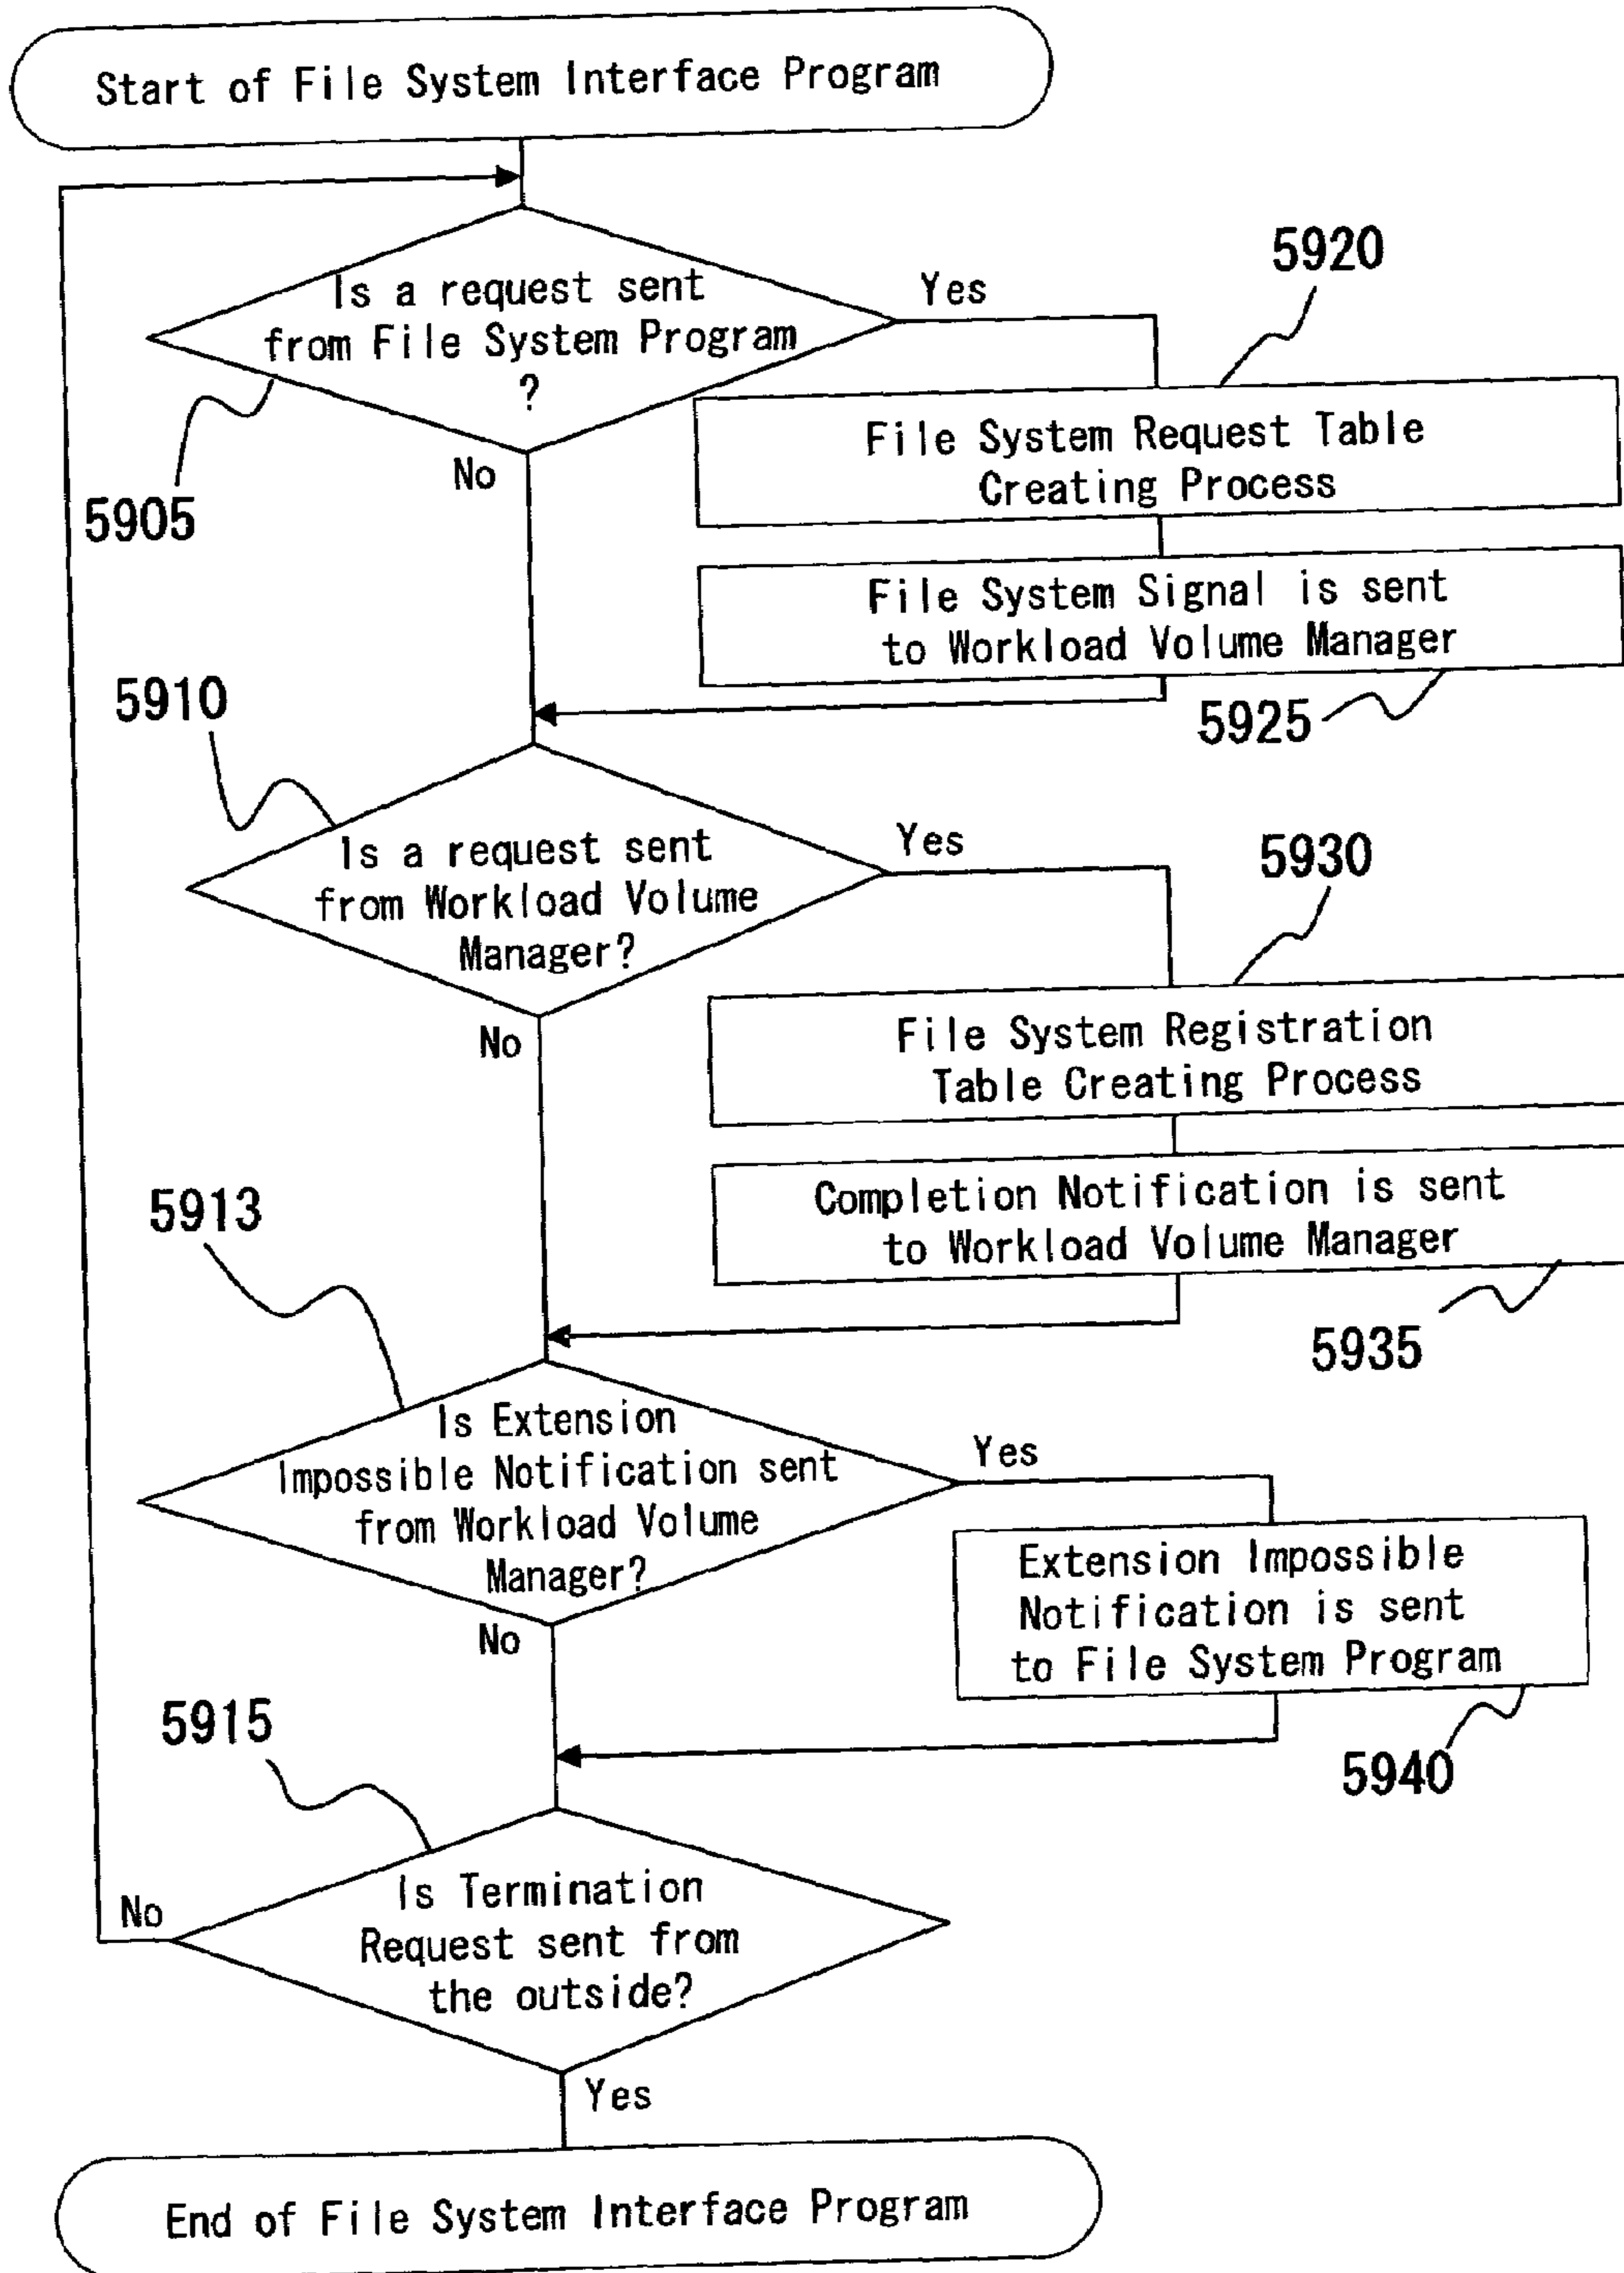 Start of File System Interface Program
Is a request sent
from File System Program
?
Yes
No
5905
5920
File System Request Table
Creating Process
File System Signal is sent
to Workload Volume Manager
5925
5910
Is a request sent
from Workload Volume
Manager?
Yes
No
5930
File System Registration
Table Creating Process
Completion Notification is sent
to Workload Volume Manager
5935
5913
Is Extension
Impossible Notification sent
from Workload Volume
Manager?
Yes
No
Extension Impossible
Notification is sent
to File System Program
5940
5915
Is Termination
Request sent from
the outside?
No
Yes
End of File System Interface Program